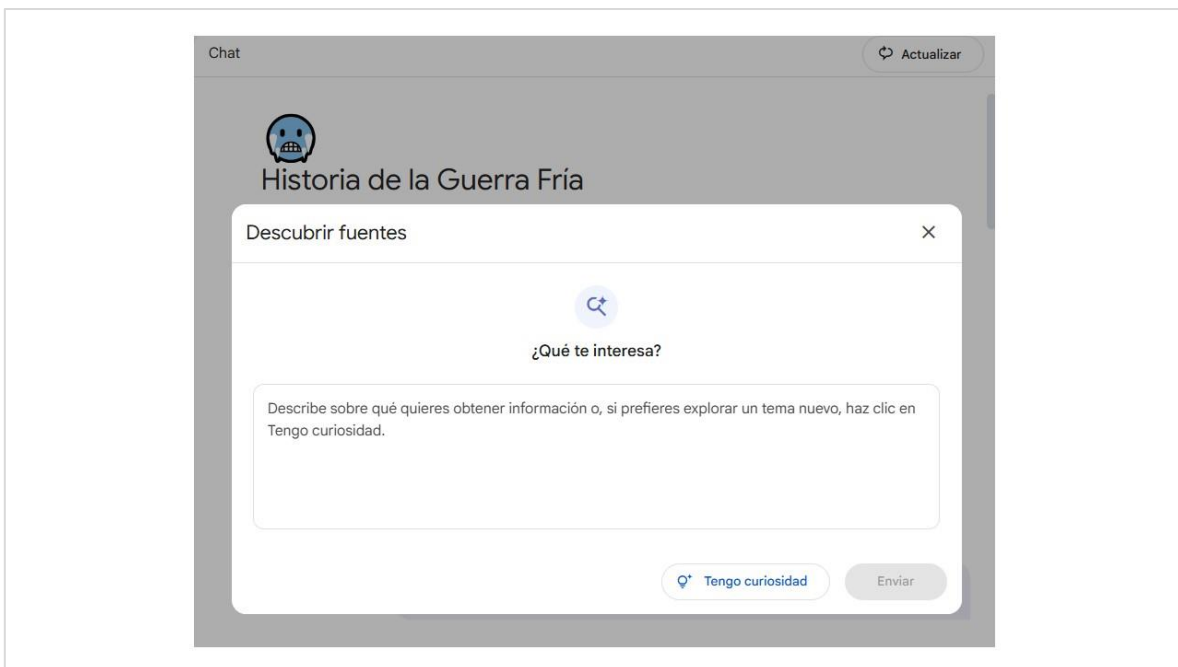 Chat
Actualizar
Historia de la Guerra Fría
Descubrir fuentes
¿Qué te interesa?
Describe sobre qué quieres obtener información o, si prefieres explorar un tema nuevo, haz clic en
Tengo curiosidad.
Tengo curiosidad
Enviar